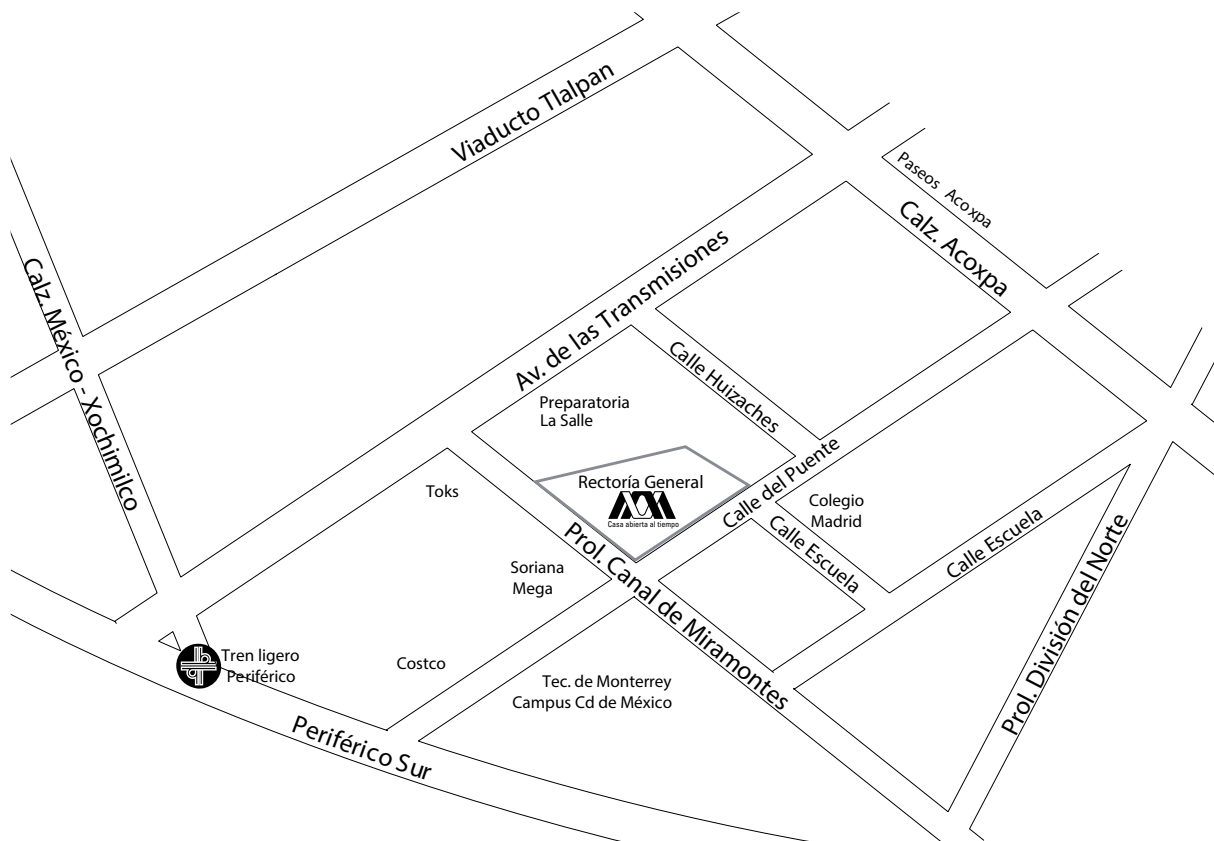 Viaducto Tlalpan
Paseos Acoxpa
Calz. Acoxpa
Calz. México - Xochimilco
Av. de las Transmisiones
Calle Huizaches
Preparatoria
La Salle
Rectoría General
Casa abierta al tiempo
Calle del Puente
Toks
Colegio
Madrid
Calle Escuela
Calle Escuela
Prol. Canal de Miramontes
Prol. División del Norte
Soriana
Mega
Tren ligero
Periférico
Costco
Tec. de Monterrey
Campus Cd de México
Periférico Sur